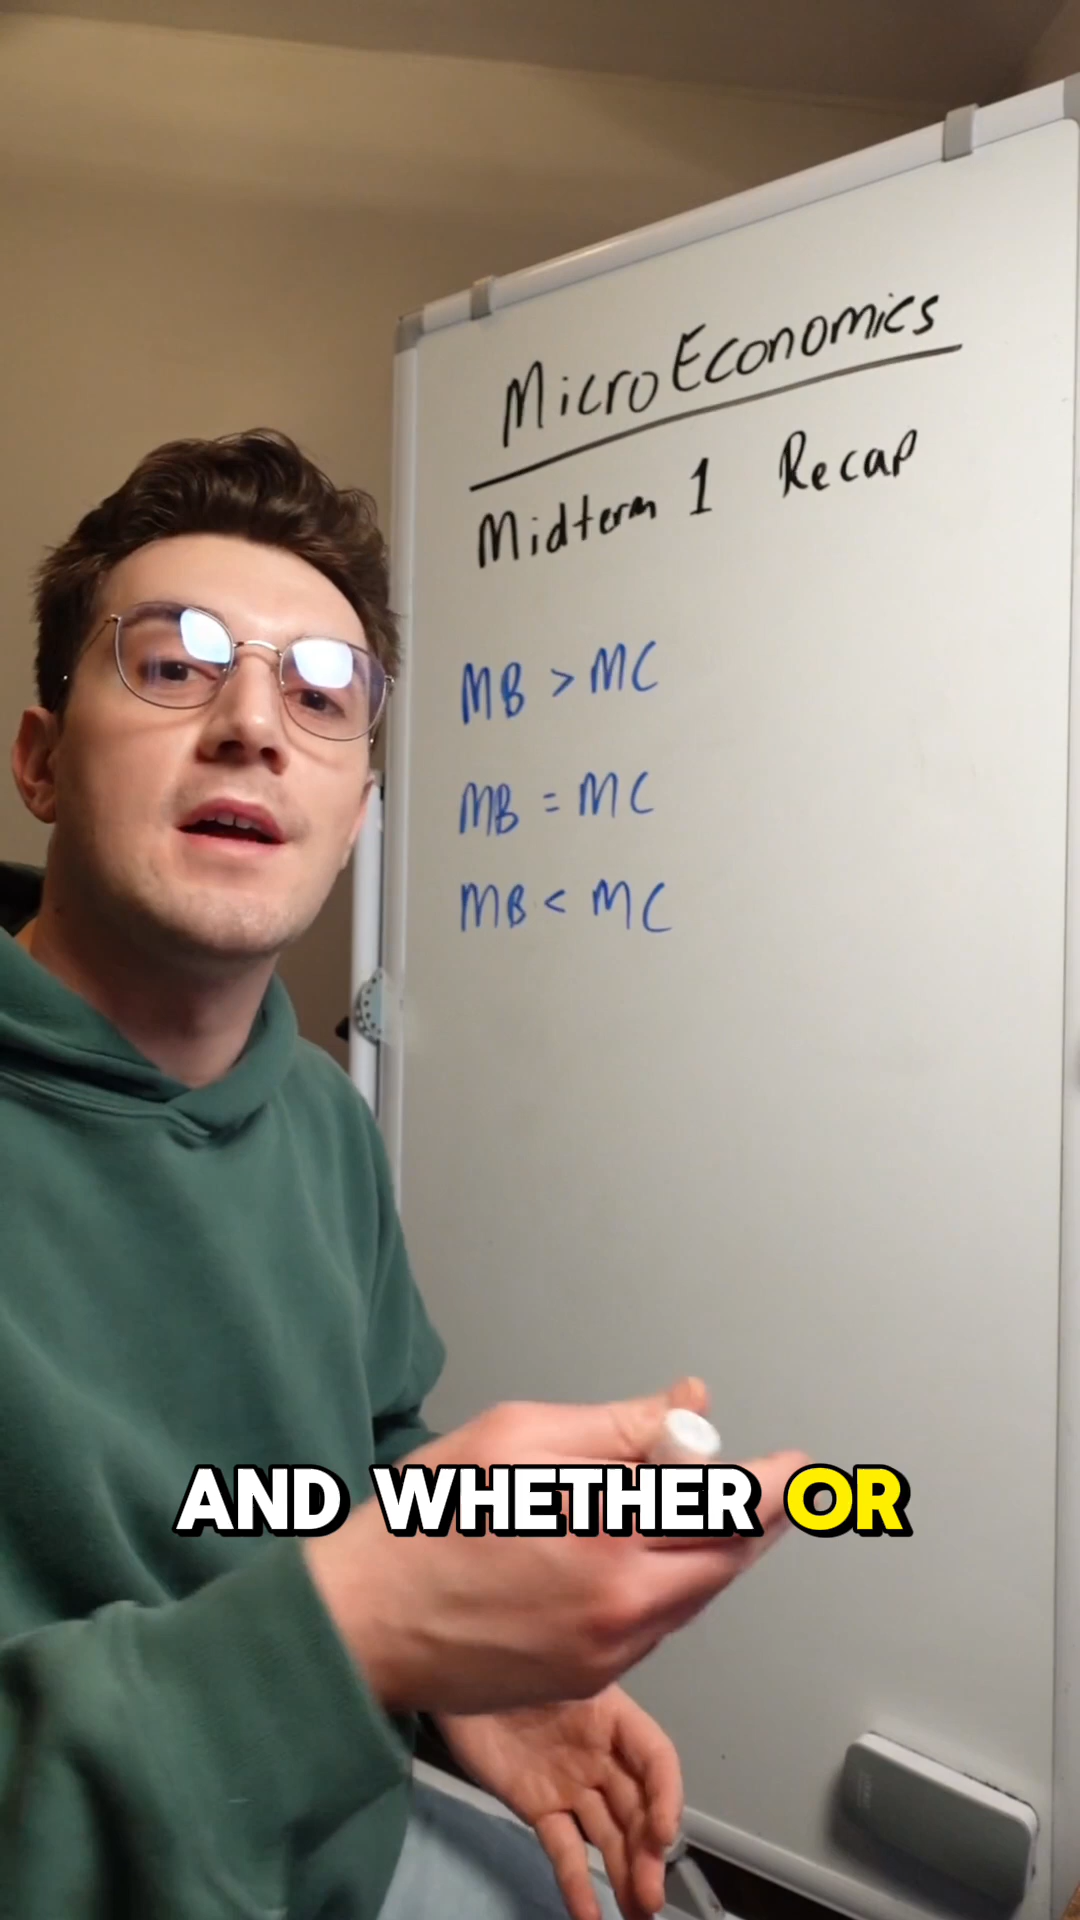 MicroEconomics
Midterm 1 Recap
MB > MC
MB = MC
MB < MC
AND WHETHER OR